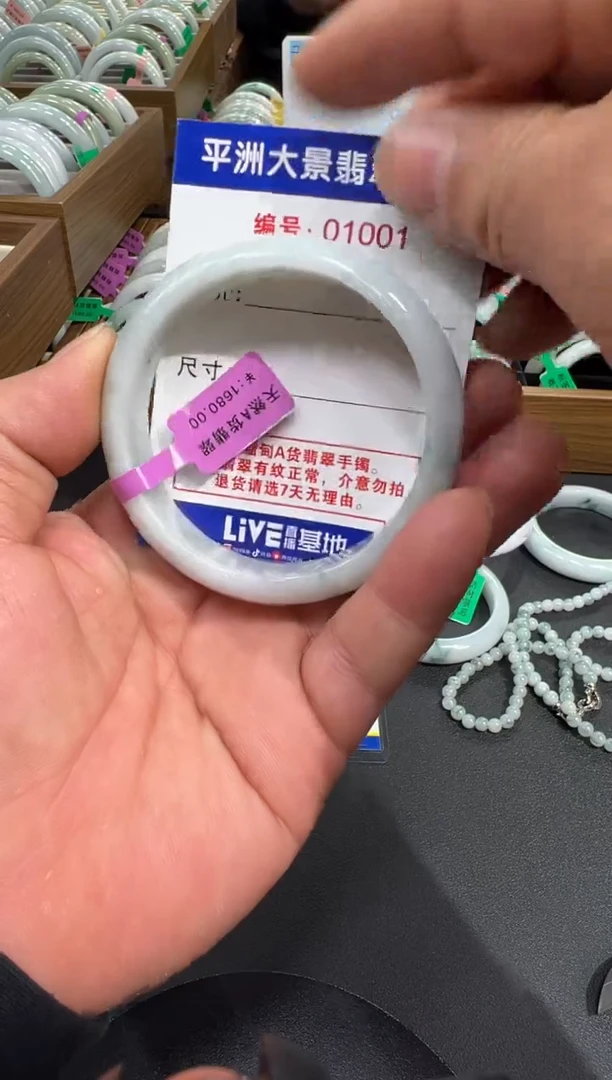 平洲大景翡
编号: 01001
尺寸
天然A货翡翠
¥:1680.00
缅甸A货翡翠手镯。
翡翠有纹正常，介意勿拍
退货请选7天无理由。
LiVE 直播基地